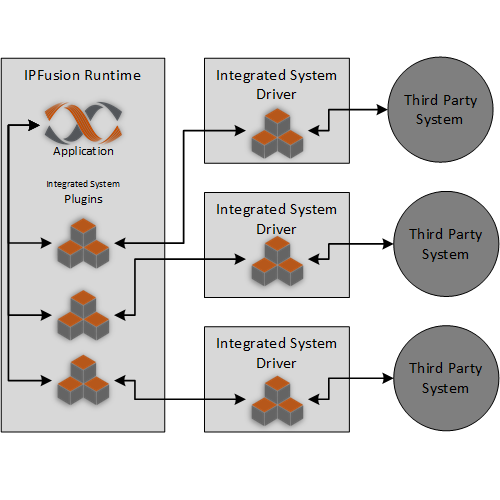 IPFusion Runtime
Application
Integrated System
Plugins
Integrated System
Driver
Third Party
System
Integrated System
Driver
Third Party
System
Integrated System
Driver
Third Party
System